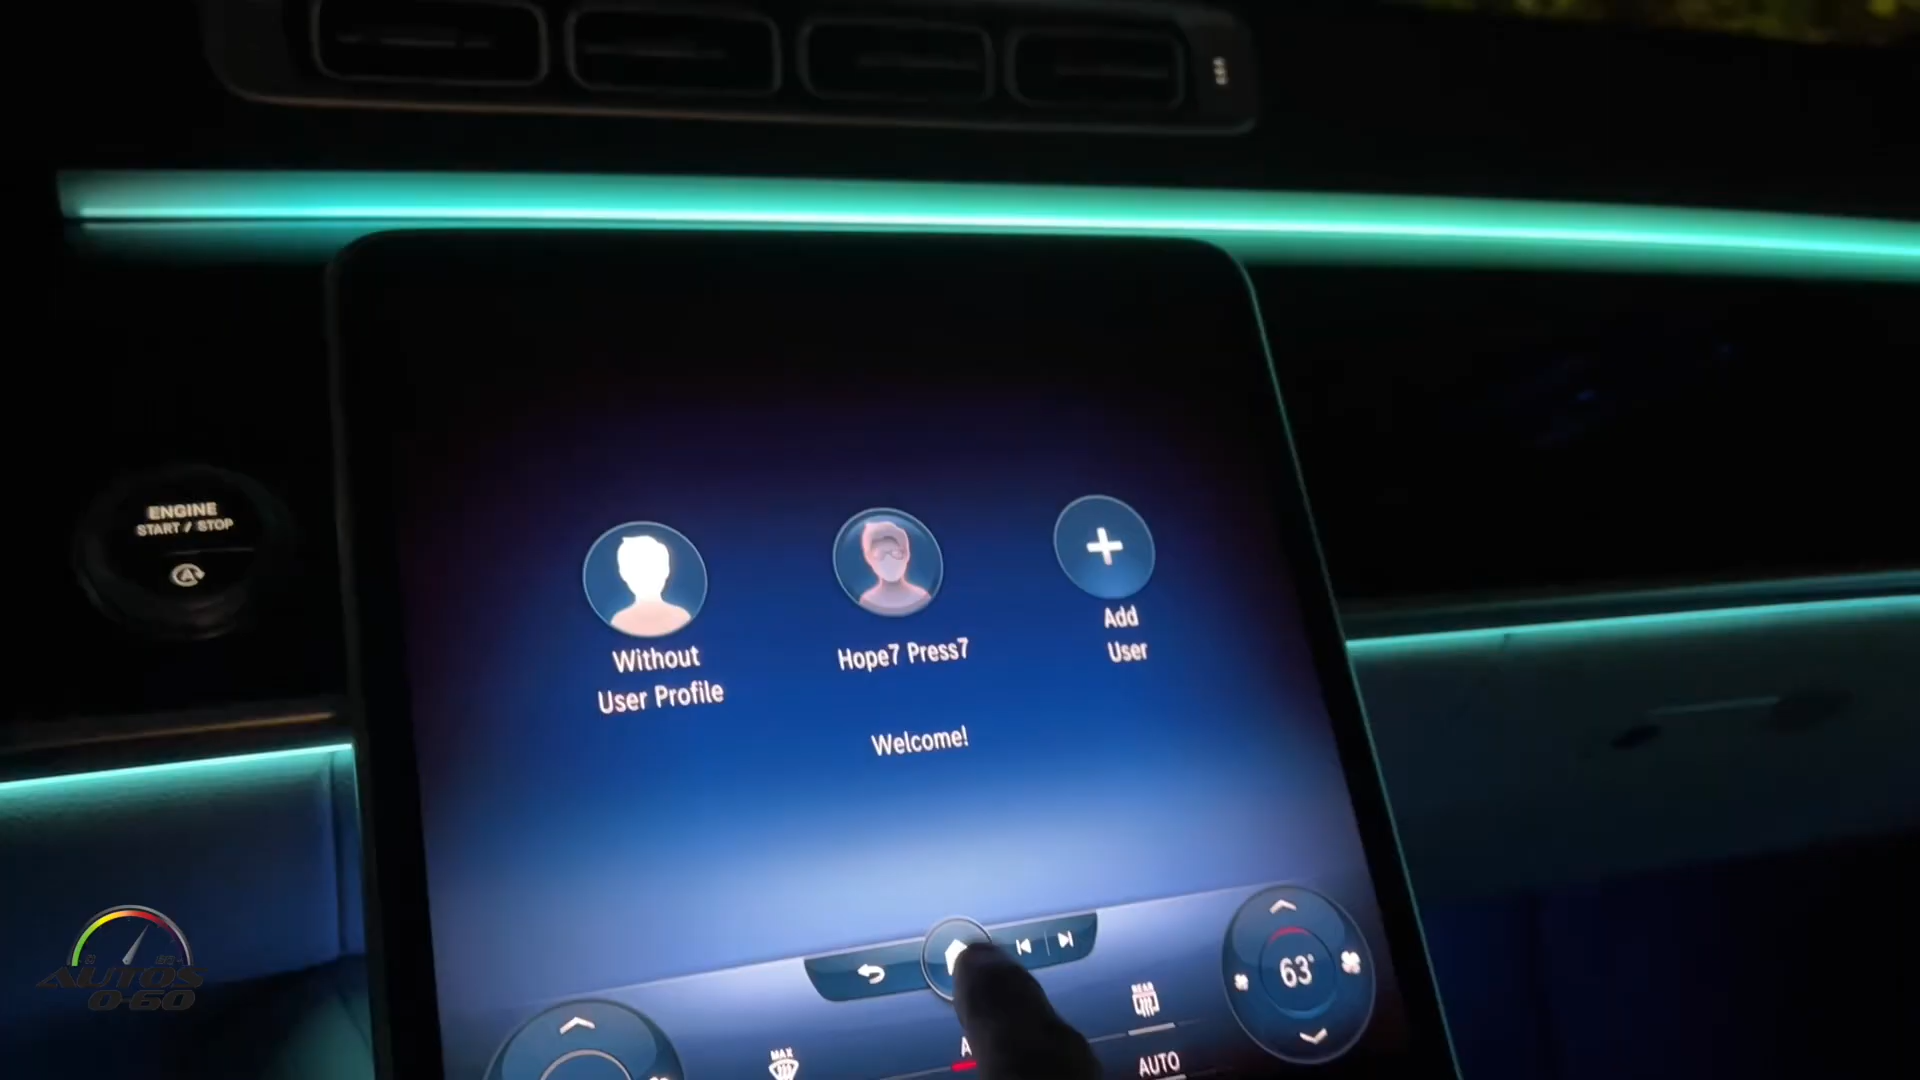 ENGINE
START / STOP
A
Without
User Profile
Hope7 Press7
Add
User
Welcome!
63°
REAR
MAX
A
AUTO
AUTOS
0-60